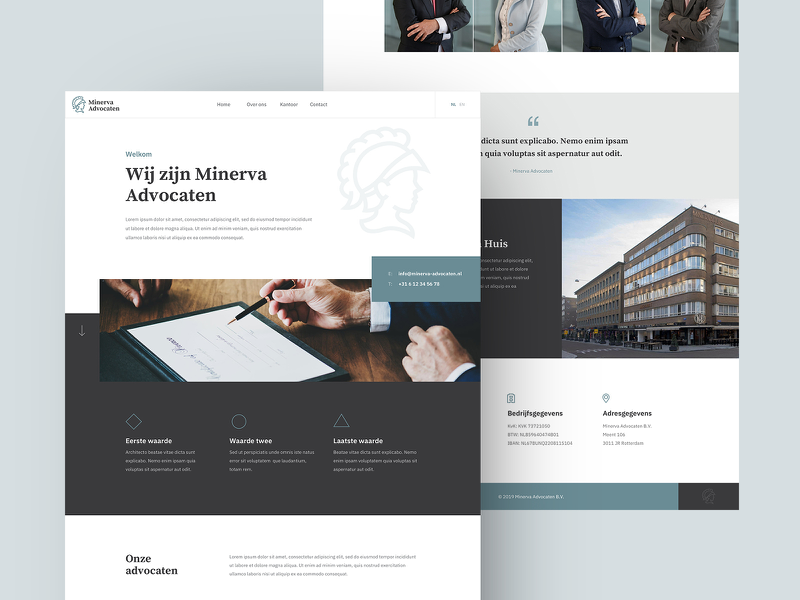 Minerva
Advocaten
Home
Over ons
Kantoor
Contact
NL EN
Welkom
Wij zijn Minerva
Advocaten
Lorem ipsum dolor sit amet, consectetur adipiscing elit, sed do eiusmod tempor incididunt
ut labore et dolore magna aliqua. Ut enim ad minim veniam, quis nostrud exercitation
ullamco laboris nisi ut aliquip ex ea commodo consequat.
E: info@minerva-advocaten.nl
T: +31 6 12 34 56 78
Eerste waarde
Architecto beatae vitae dicta sunt
explicabo. Nemo enim ipsam quia
voluptas sit aspernatur aut odit.
Waarde twee
Sed ut perspiciatis unde omnis iste natus
error sit voluptatem que laudantium,
totam rem.
Laatste waarde
Beatae vitae dicta sunt explicabo. Nemo
enim ipsam voluptatem quia voluptas sit
aspernatur aut odit.
Onze
advocaten
Lorem ipsum dolor sit amet, consectetur adipiscing elit, sed do eiusmod tempor incididunt
ut labore et dolore magna aliqua. Ut enim ad minim veniam, quis nostrud exercitation
ullamco laboris nisi ut aliquip ex ea commodo consequat.
“
dicta sunt explicabo. Nemo enim ipsam
quia voluptas sit aspernatur aut odit.
- Minerva Advocaten
Huis
consectetur adipiscing elit,
ut labore et dolore
veniam, quis nostrud
ut aliquip ex ea
Bedrijfsgegevens
KvK: KVK 73721050
BTW: NL859640474B01
Adresgegevens
Minerva Advocaten B.V.
Meent 106
3011 JR Rotterdam
© 2019 Minerva Advocaten B.V.